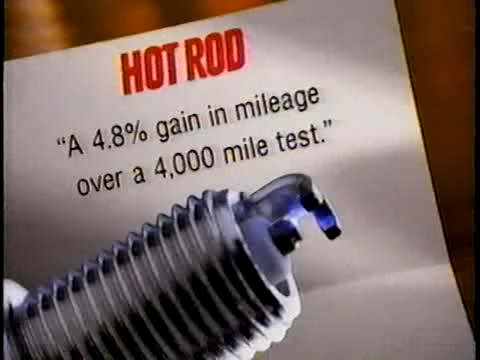 HOT ROD
“A 4.8% gain in mileage
over a 4,000 mile test.”